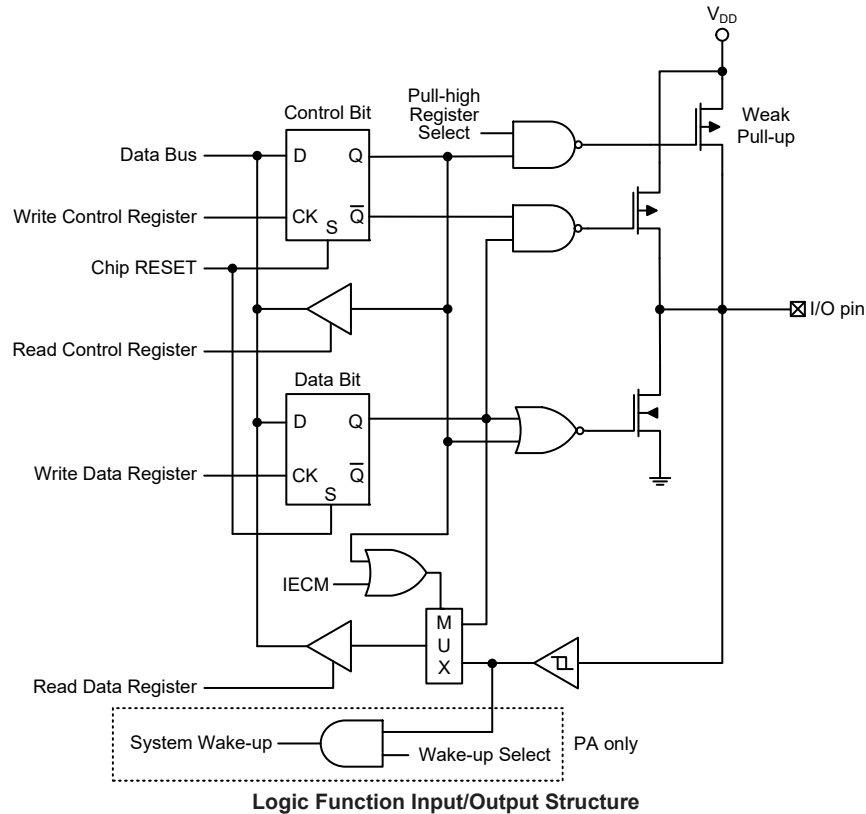 V_DD
Pull-high
Register
Select
Weak
Pull-up
Control Bit
Data Bus
D
Q
Write Control Register
CK
Q̅
S
Chip RESET
I/O pin
Read Control Register
Data Bit
D
Q
Write Data Register
CK
Q̅
S
IECM
M
U
X
Read Data Register
System Wake-up
Wake-up Select
PA only
Logic Function Input/Output Structure